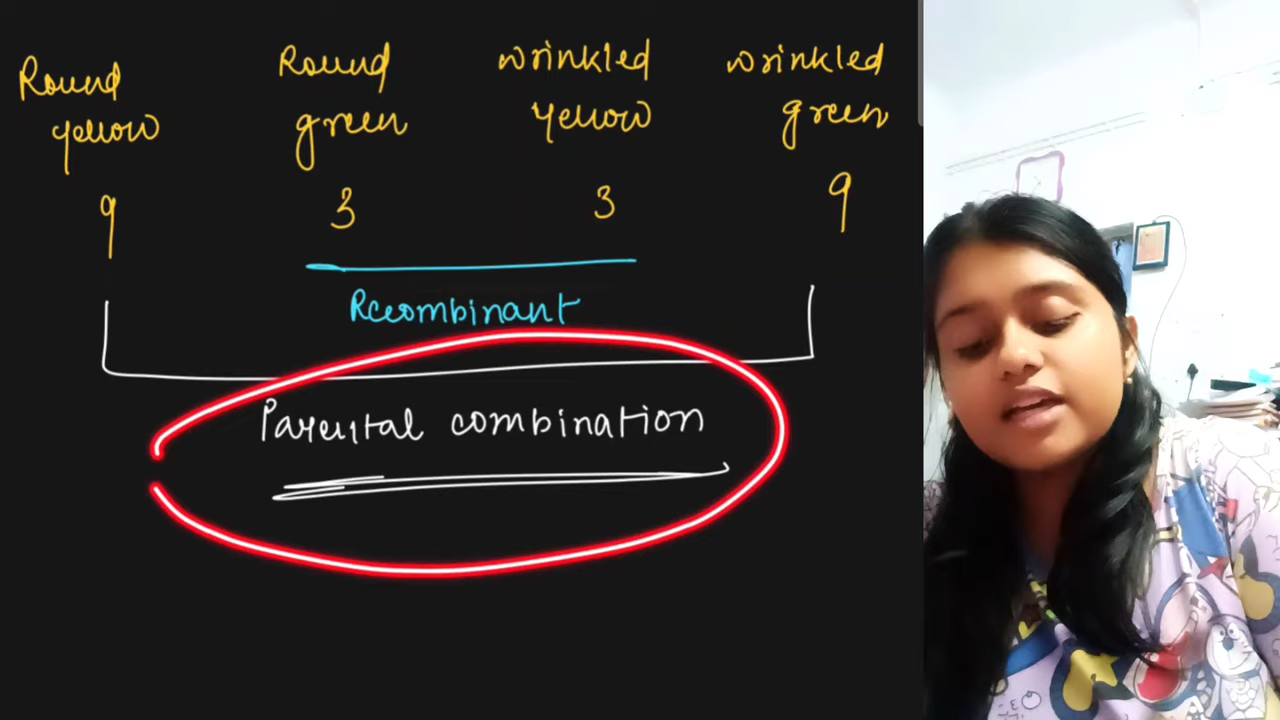 Round Round wrinkled wrinkled
yellow green yellow green
9 3 3 9
Recombinant
Parental combination